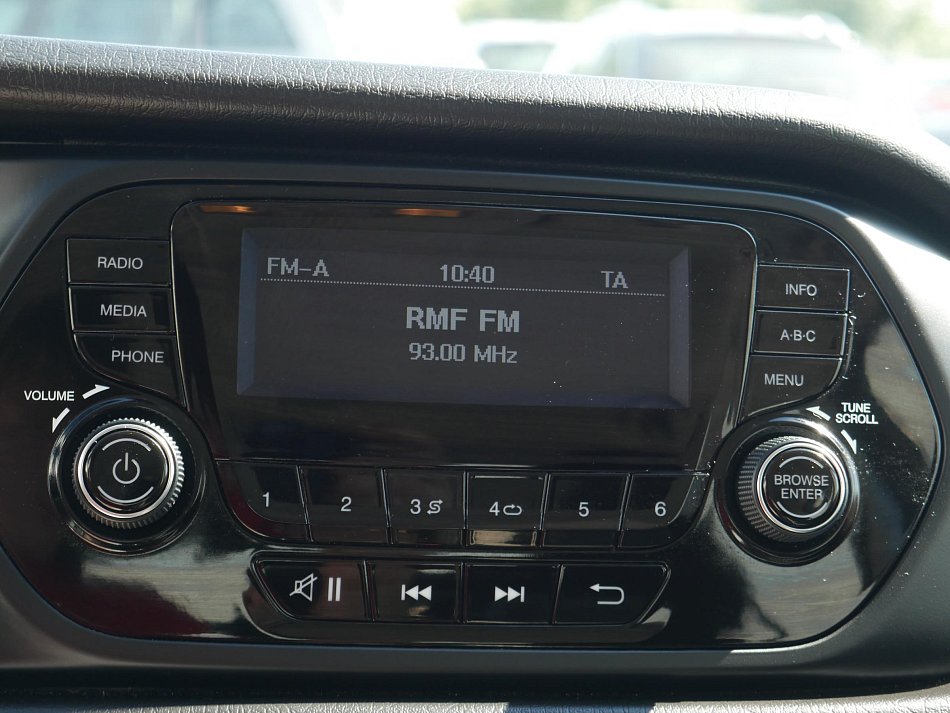 FM-A 10:40 TA
RMF FM
93.00 MHz
RADIO
MEDIA
PHONE
VOLUME
INFO
A·B·C
MENU
TUNE
SCROLL
BROWSE
ENTER
1 2 3 4 5 6